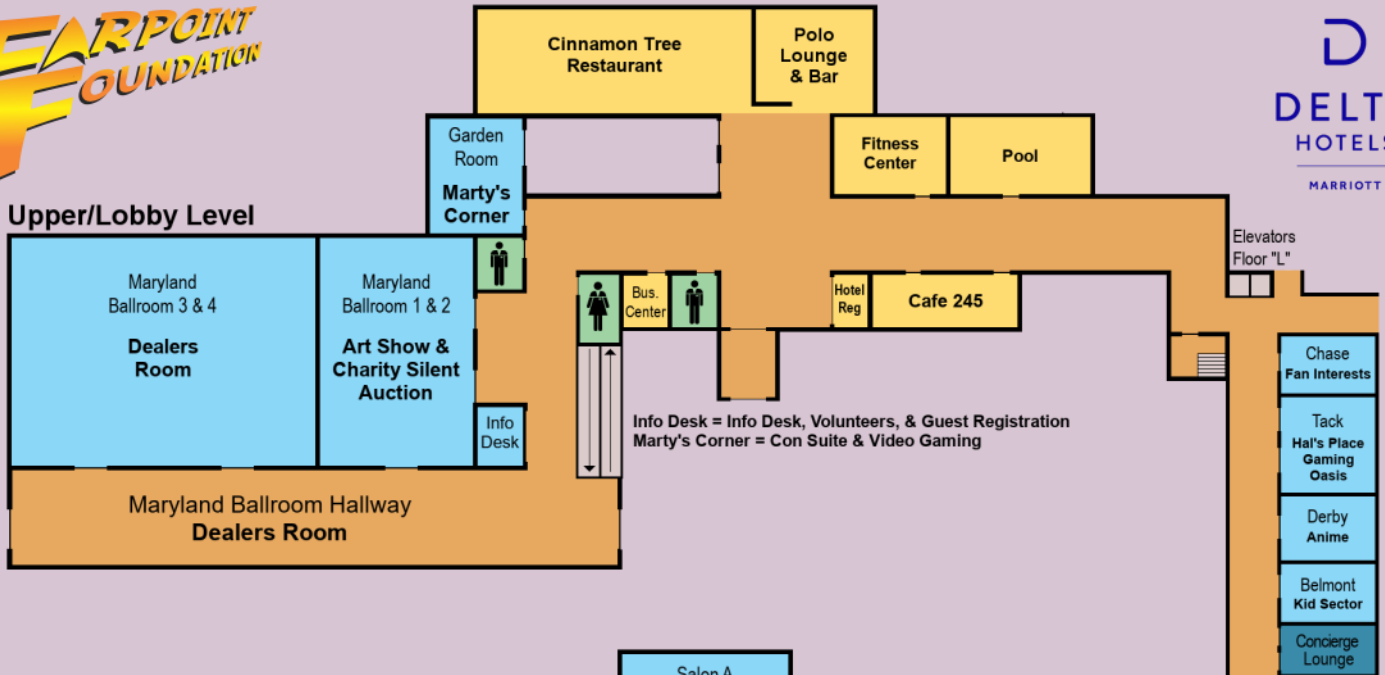 FARPOINT
FOUNDATION
Cinnamon Tree
Restaurant
Polo
Lounge
& Bar
DELT
HOTELS
MARRIOTT
Garden
Room
Marty's
Corner
Fitness
Center
Pool
Upper/Lobby Level
Elevators
Floor "L"
Maryland
Ballroom 3 & 4
Dealers
Room
Maryland
Ballroom 1 & 2
Art Show &
Charity Silent
Auction
Bus.
Center
Hotel
Reg
Cafe 245
Info
Desk
Info Desk = Info Desk, Volunteers, & Guest Registration
Marty's Corner = Con Suite & Video Gaming
Chase
Fan Interests
Tack
Hal's Place
Gaming
Oasis
Derby
Anime
Belmont
Kid Sector
Concierge
Lounge
Maryland Ballroom Hallway
Dealers Room
Salon A